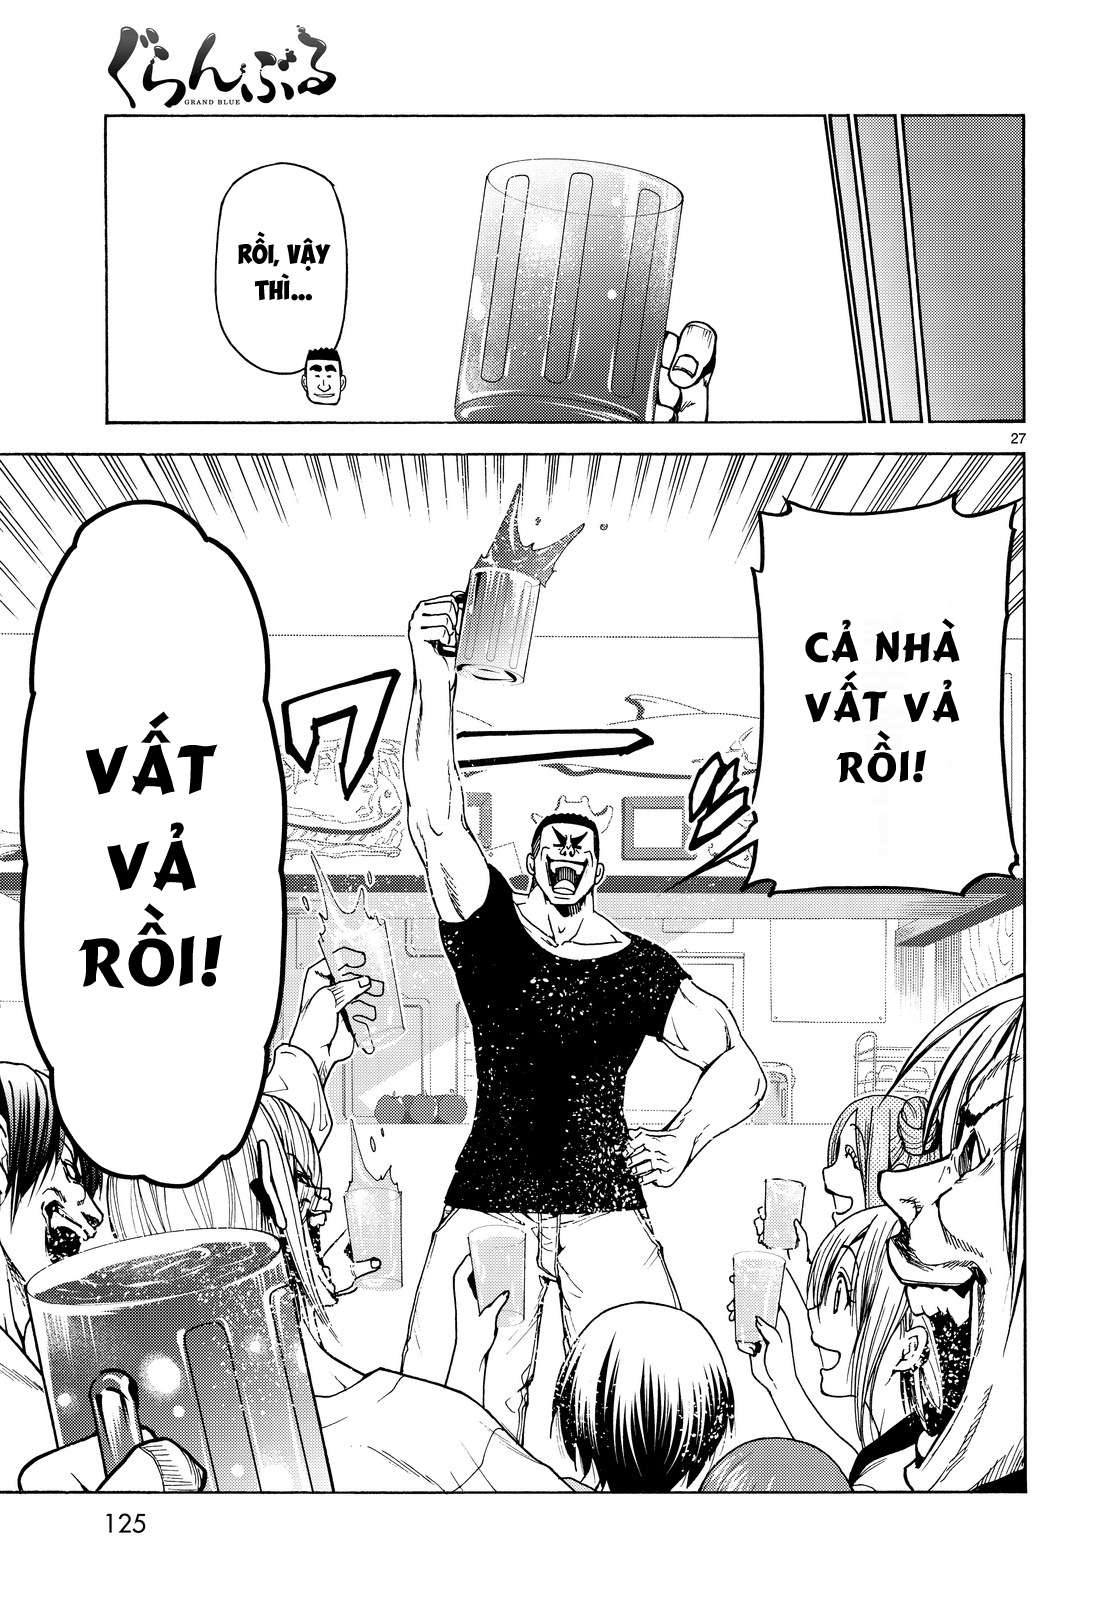 ぐらんぶる
GRAND BLUE
RỒI, VẬY
THÌ...
27
CẢ NHÀ
VẤT VẢ
RỒI!
VẤT
VẢ
RỒI!
125